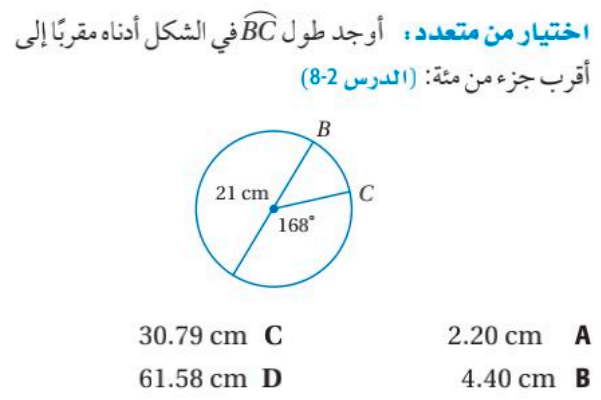 اختيار من متعدد: أوجد طول BC في الشكل أدناه مقربًا إلى
أقرب جزء من مئة: (الدرس 2-8)
B
21 cm
C
168°
2.20 cm A
30.79 cm C
4.40 cm B
61.58 cm D